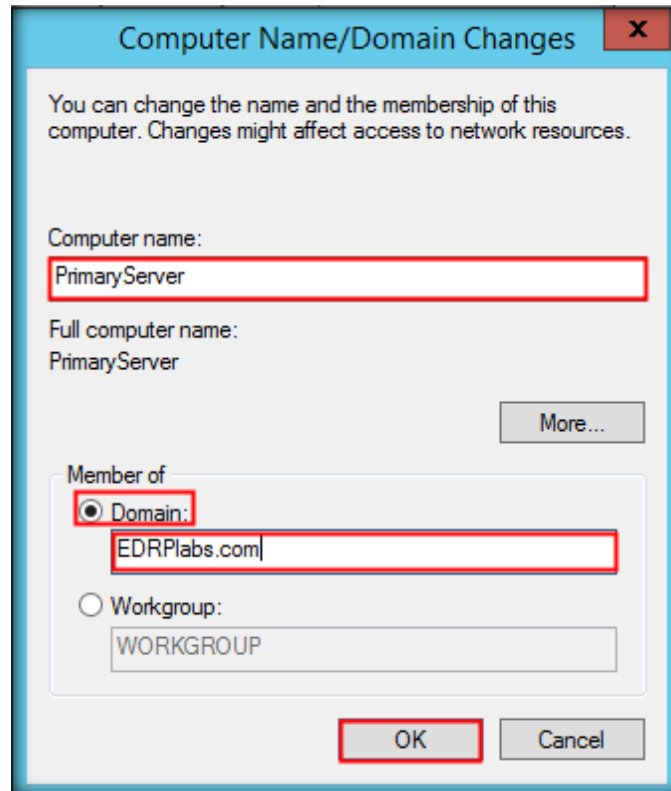 Computer Name/Domain Changes
x
You can change the name and the membership of this
computer. Changes might affect access to network resources.
Computer name:
PrimaryServer
Full computer name:
PrimaryServer
More...
Member of
Domain:
EDRPlabs.com
Workgroup:
WORKGROUP
OK Cancel